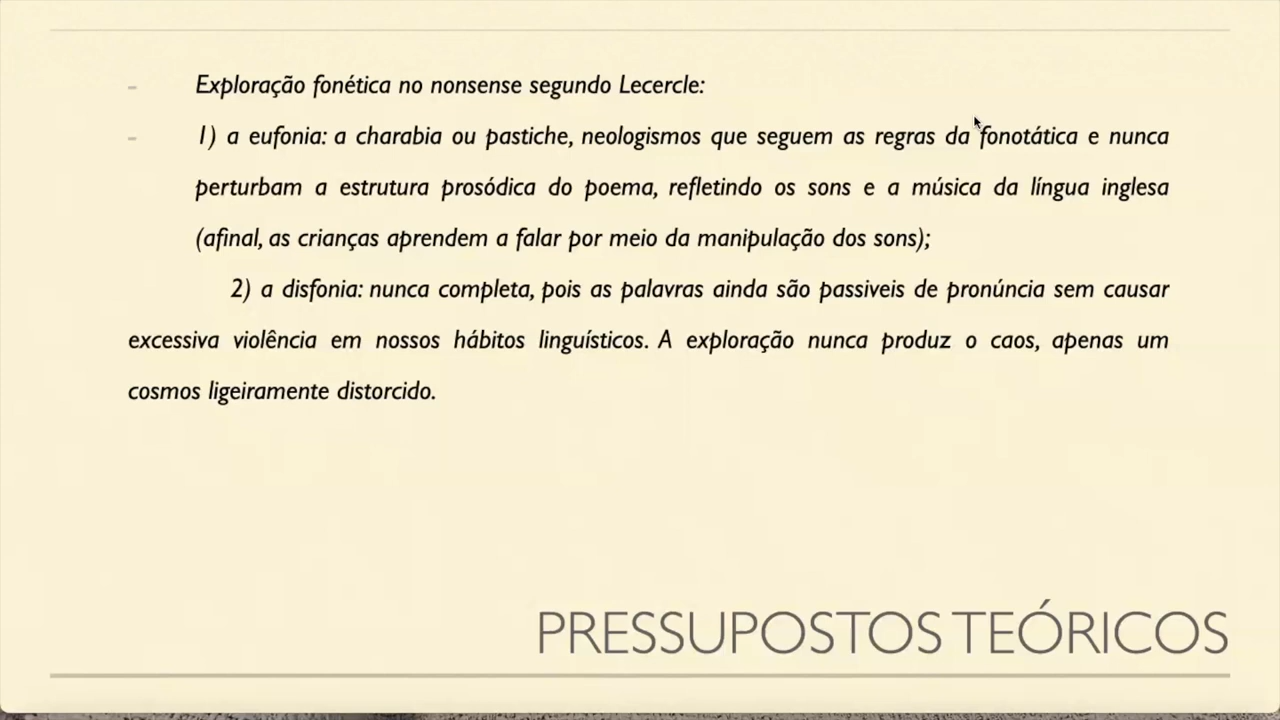 - Exploração fonética no nonsense segundo Lecercle:
- 1) a eufonia: a charabia ou pastiche, neologismos que seguem as regras da fonotática e nunca
perturbam a estrutura prosódica do poema, refletindo os sons e a música da língua inglesa
(afinal, as crianças aprendem a falar por meio da manipulação dos sons);
2) a disfonia: nunca completa, pois as palavras ainda são passiveis de pronúncia sem causar
excessiva violência em nossos hábitos linguísticos. A exploração nunca produz o caos, apenas um
cosmos ligeiramente distorcido.
PRESSUPOSTOS TEÓRICOS